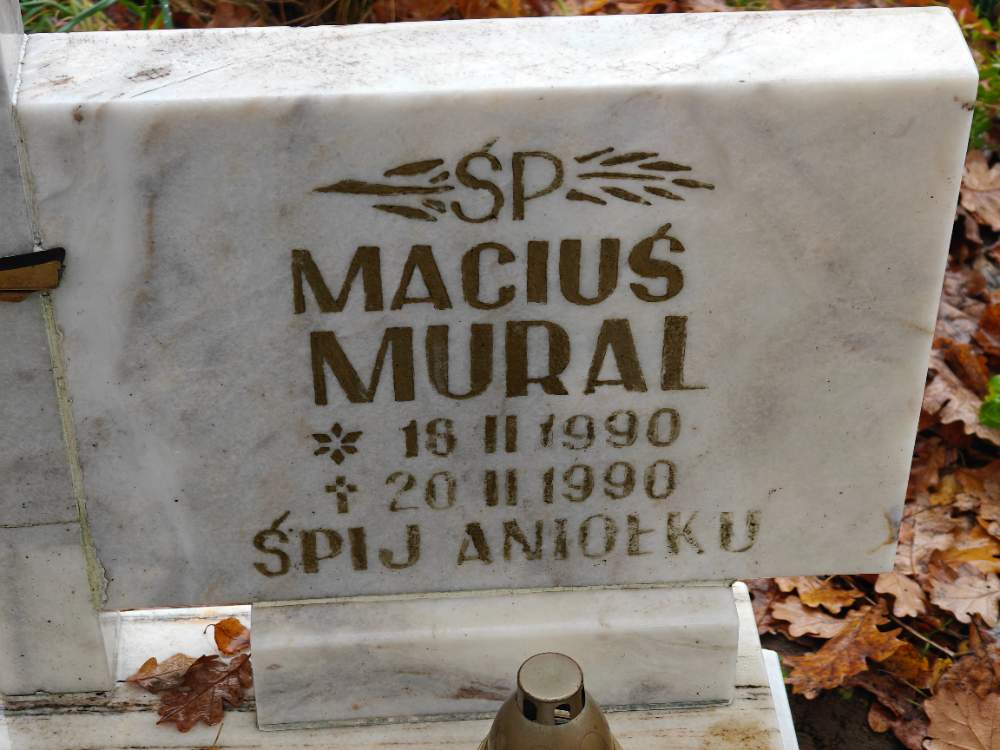 ŚP
MACIUŚ
MURAL
* 18 II 1990
✝ 20 II 1990
ŚPIJ ANIOŁKU